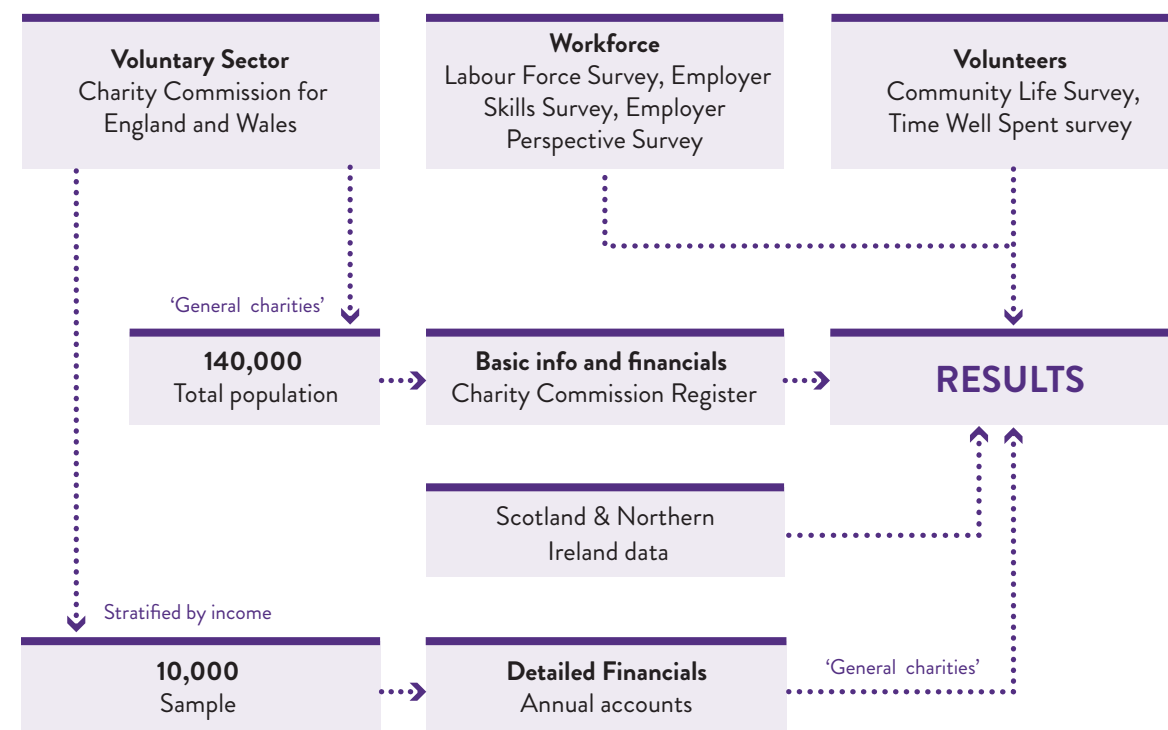 Voluntary Sector
Charity Commission for
England and Wales
Workforce
Labour Force Survey, Employer
Skills Survey, Employer
Perspective Survey
Volunteers
Community Life Survey,
Time Well Spent survey
‘General charities’
140,000
Total population
Basic info and financials
Charity Commission Register
RESULTS
Scotland & Northern
Ireland data
Stratified by income
10,000
Sample
Detailed Financials
Annual accounts
‘General charities’